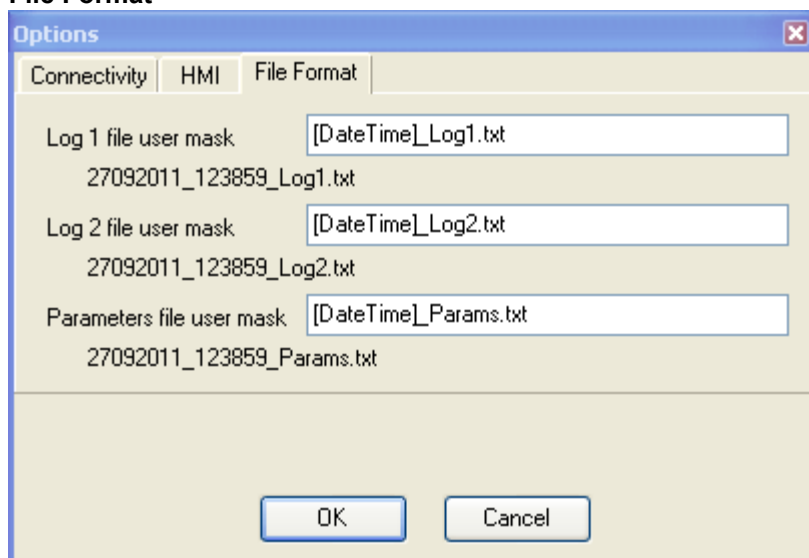 File Format
Options
Connectivity HMI File Format
Log 1 file user mask [DateTime]_Log1.txt
27092011_123859_Log1.txt
Log 2 file user mask [DateTime]_Log2.txt
27092011_123859_Log2.txt
Parameters file user mask [DateTime]_Params.txt
27092011_123859_Params.txt
OK Cancel